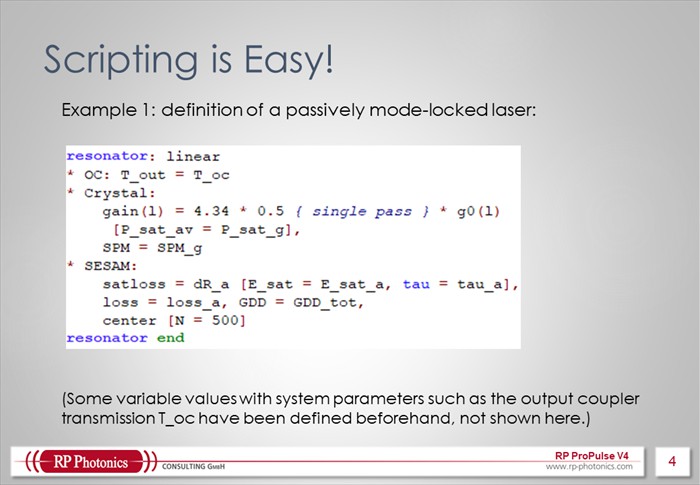 Scripting is Easy!
Example 1: definition of a passively mode-locked laser:
resonator: linear
* OC: T_out = T_oc
* Crystal:
gain(l) = 4.34 * 0.5 { single pass } * g0(l)
[P_sat_av = P_sat_g],
SPM = SPM_g
* SESAM:
satloss = dR_a [E_sat = E_sat_a, tau = tau_a],
loss = loss_a, GDD = GDD_tot,
center [N = 500]
resonator end
(Some variable values with system parameters such as the output coupler
transmission T_oc have been defined beforehand, not shown here.)
RP Photonics CONSULTING GmbH
RP ProPulse V4
www.rp-photonics.com
4